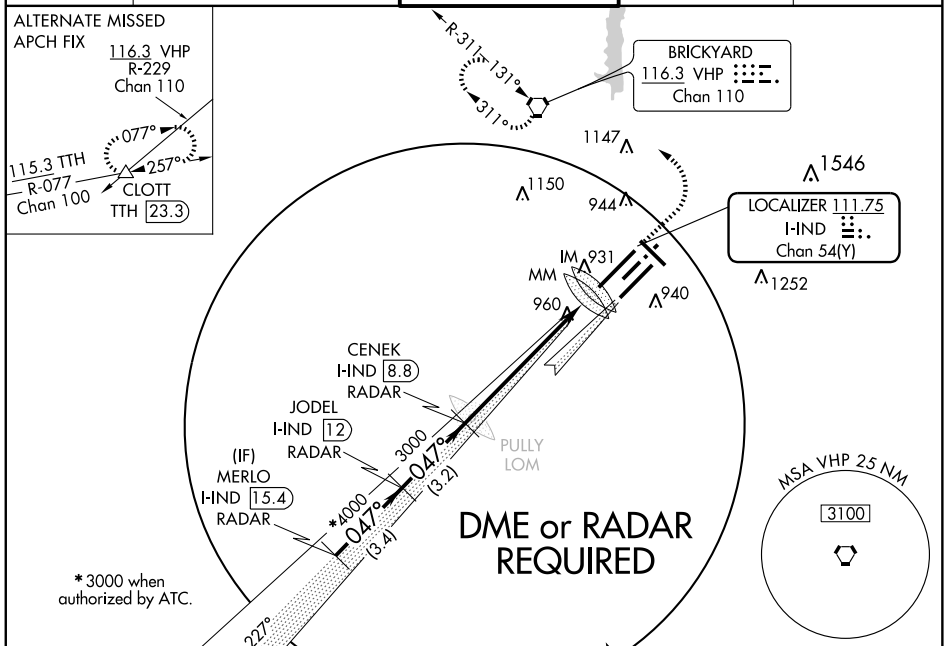 ALTERNATE MISSED
APCH FIX
116.3 VHP
R-229
Chan 110
077°
257°
115.3 TTH
R-077
Chan 100
CLOTT
TTH 23.3
R-311
131°
311°
BRICKYARD
116.3 VHP
Chan 110
1147
1150
944
1546
LOCALIZER 111.75
I-IND
Chan 54(Y)
IM
931
MM
1252
940
960
CENEK
I-IND 8.8
RADAR
JODEL
I-IND 12
RADAR
(IF)
MERLO
I-IND 15.4
RADAR
3000
047°
(3.2)
PULLY
LOM
*4000
047°
(3.4)
DME or RADAR
REQUIRED
MSA VHP 25 NM
3100
* 3000 when
authorized by ATC.
227°